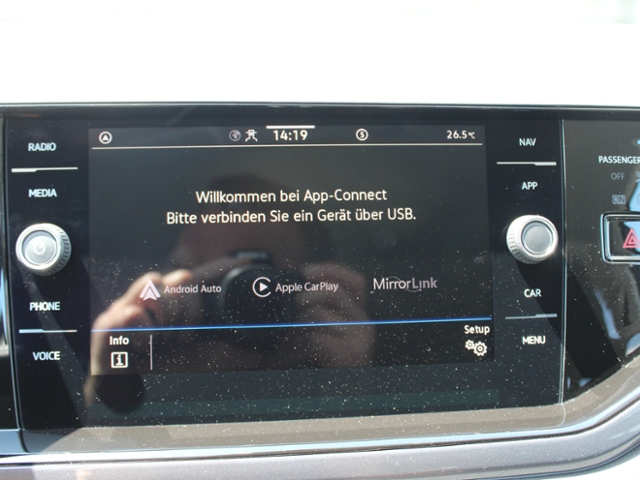 14:19
S
26.5°C
RADIO
MEDIA
PHONE
VOICE
Willkommen bei App-Connect
Bitte verbinden Sie ein Gerät über USB.
Android Auto
Apple CarPlay
MirrorLink
Info
i
Setup
NAV
APP
CAR
MENU
PASSENGER
OFF
ON